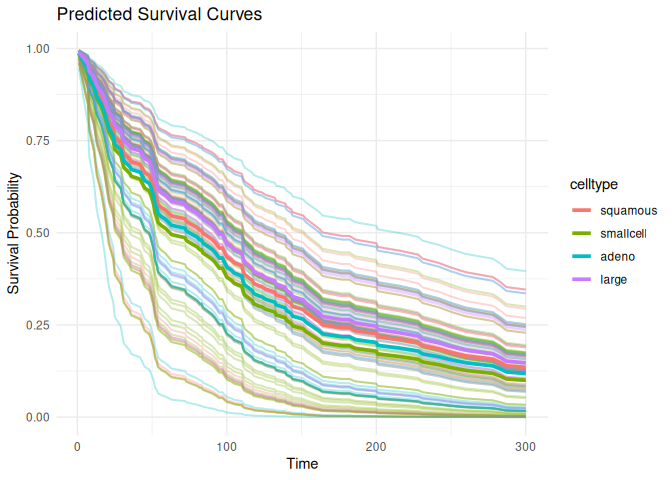 Predicted Survival Curves
1.00
0.75
0.50
0.25
0.00
Survival Probability
0
100
200
300
Time
celltype
squamous
smallcell
adeno
large